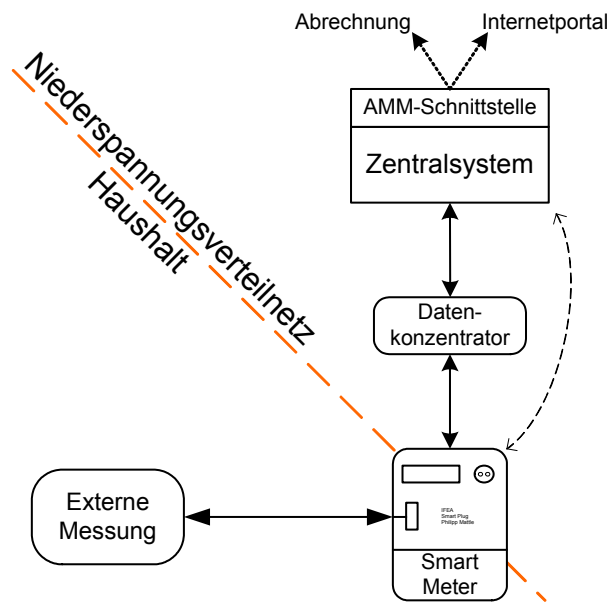 Abrechnung
Internetportal
AMM-Schnittstelle
Zentralsystem
Niederspannungsverteilnetz
Haushalt
Daten-
konzentrator
Externe
Messung
IFEA
Smart Plug
Philipp Mattle
Smart
Meter